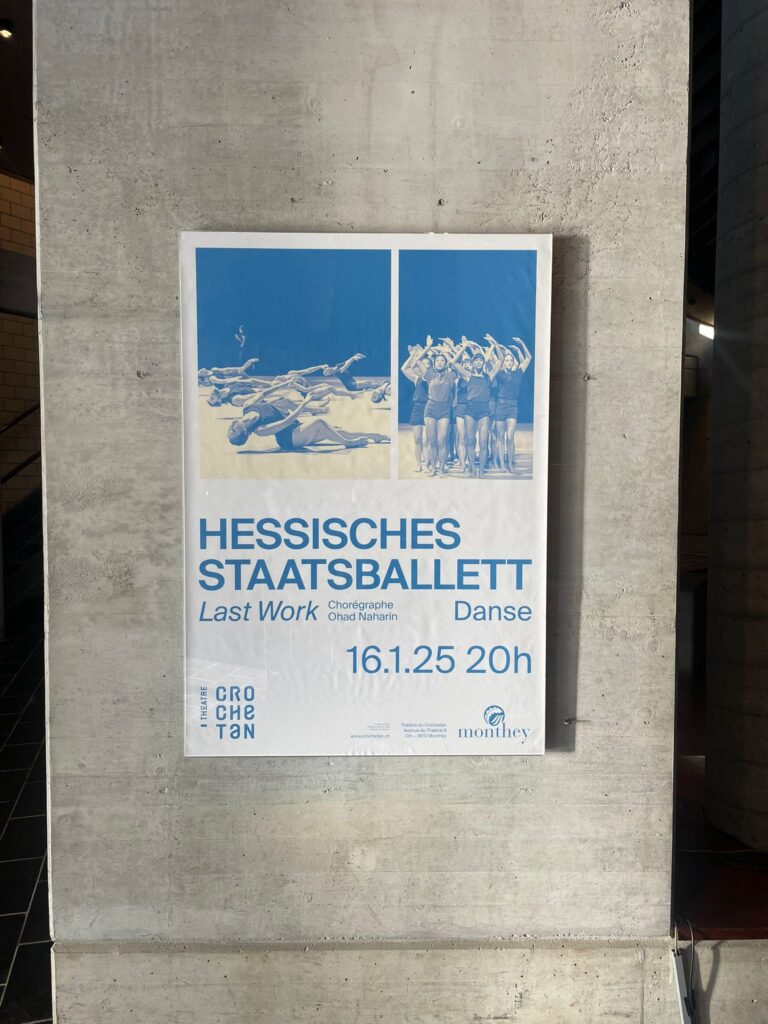 HESSISCHES
STAATSBALLETT
Last Work
Chorégraphe
Ohad Naharin
Danse
16.1.25 20h
THEATRE
CRO
CHE
TAN
www.crochetan.ch
Théâtre du Crochetan
Avenue du Théâtre 9
CH – 1870 Monthey
monthey